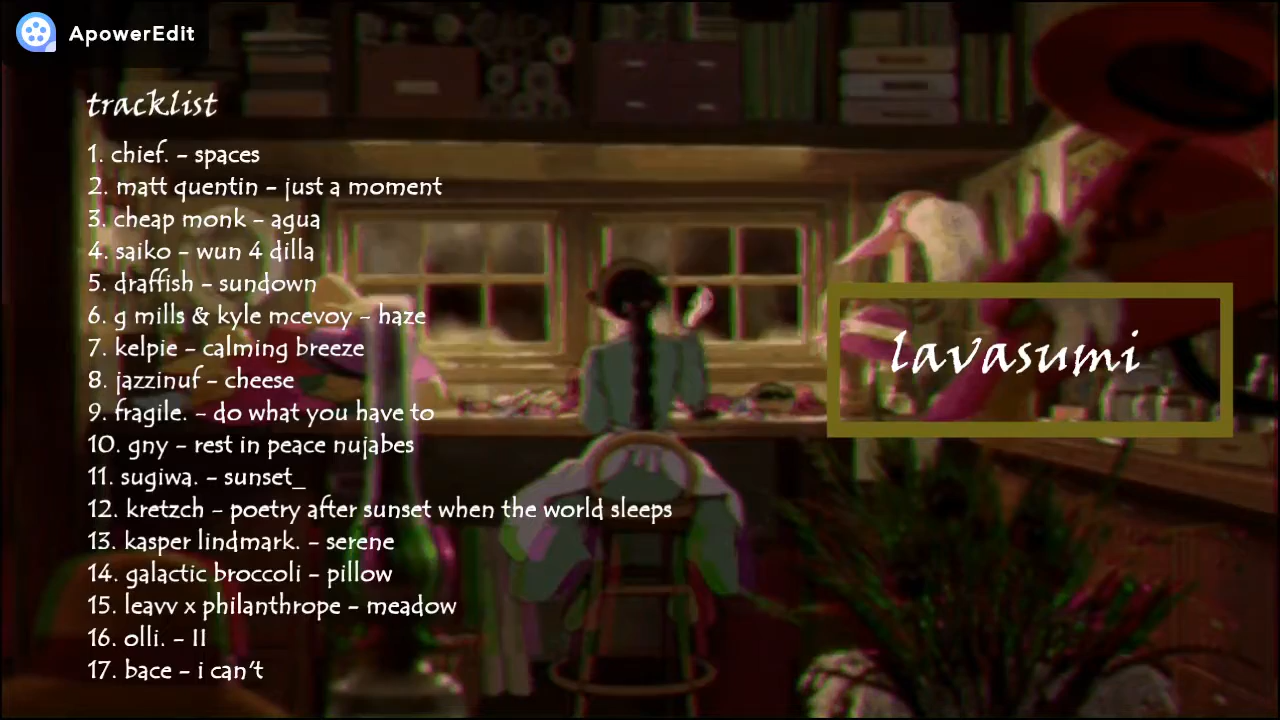 ApowerEdit
tracklist
1. chief. - spaces
2. matt quentin - just a moment
3. cheap monk - agua
4. saiko - wun 4 dilla
5. draffish - sundown
6. g mills & kyle mcevoy - haze
7. kelpie - calming breeze
8. jazzinuf - cheese
9. fragile. - do what you have to
10. gny - rest in peace nujabes
11. sugiwa. - sunset_
12. kretzch - poetry after sunset when the world sleeps
13. kasper lindmark. - serene
14. galactic broccoli - pillow
15. leavv x philanthrope - meadow
16. olli. - II
17. bace - i can't
lavasumi